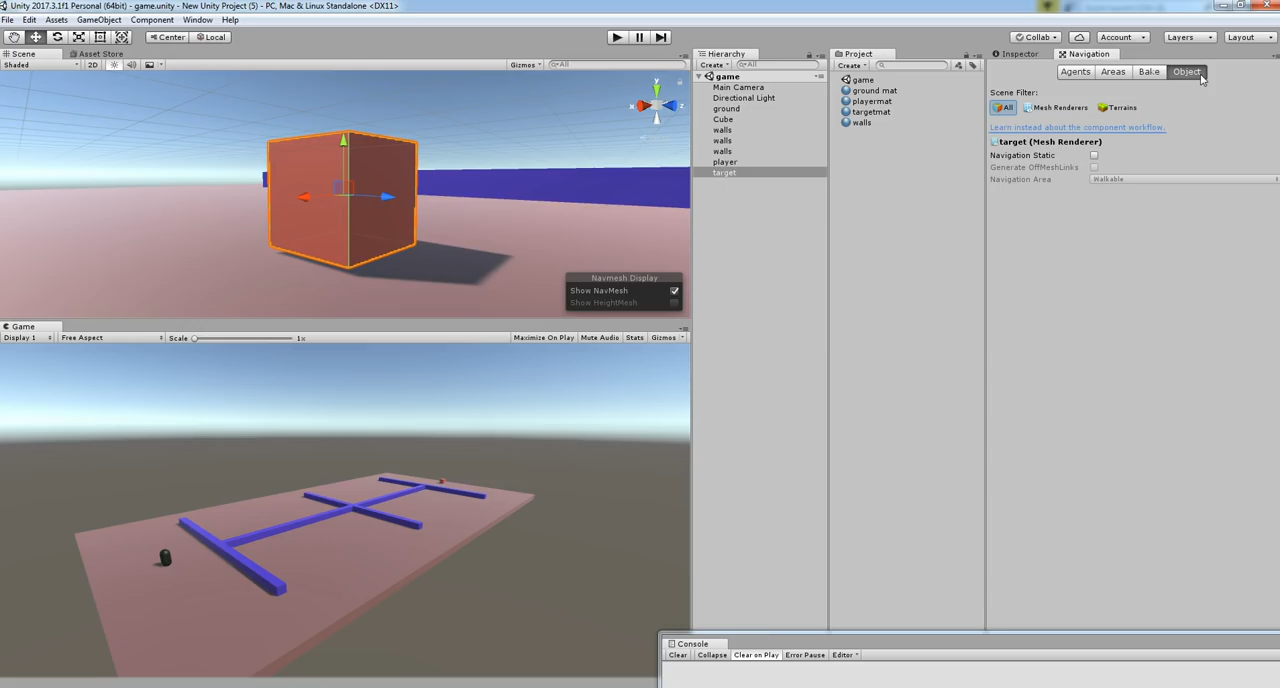 Unity 2017.3.1f1 Personal (64bit) - game.unity - New Unity Project (5) - PC, Mac & Linux Standalone <DX11>
File Edit Assets GameObject Component Window Help
Center Local Collab Account Layers Layout
Scene Asset Store
Shaded 2D Gizmos All
y
x
z
Navmesh Display
Show NavMesh
Show HeightMesh
Game
Display 1 Free Aspect Scale 1x Maximize On Play Mute Audio Stats Gizmos
Hierarchy
Create All
game
Main Camera
Directional Light
ground
Cube
walls
walls
walls
player
target
Project
Create
game
ground mat
playermat
targetmat
walls
Inspector Navigation
Agents Areas Bake Object
Scene Filter:
All Mesh Renderers Terrains
Learn instead about the component workflow.
target (Mesh Renderer)
Navigation Static
Generate OffMeshLinks
Navigation Area Walkable
Console
Clear Collapse Clear on Play Error Pause Editor